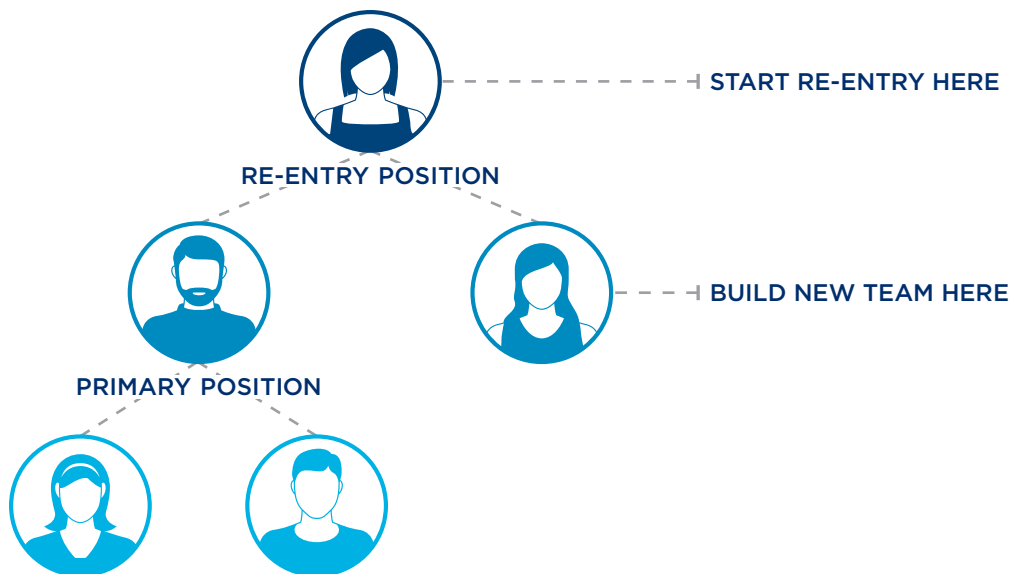 START RE-ENTRY HERE
RE-ENTRY POSITION
BUILD NEW TEAM HERE
PRIMARY POSITION